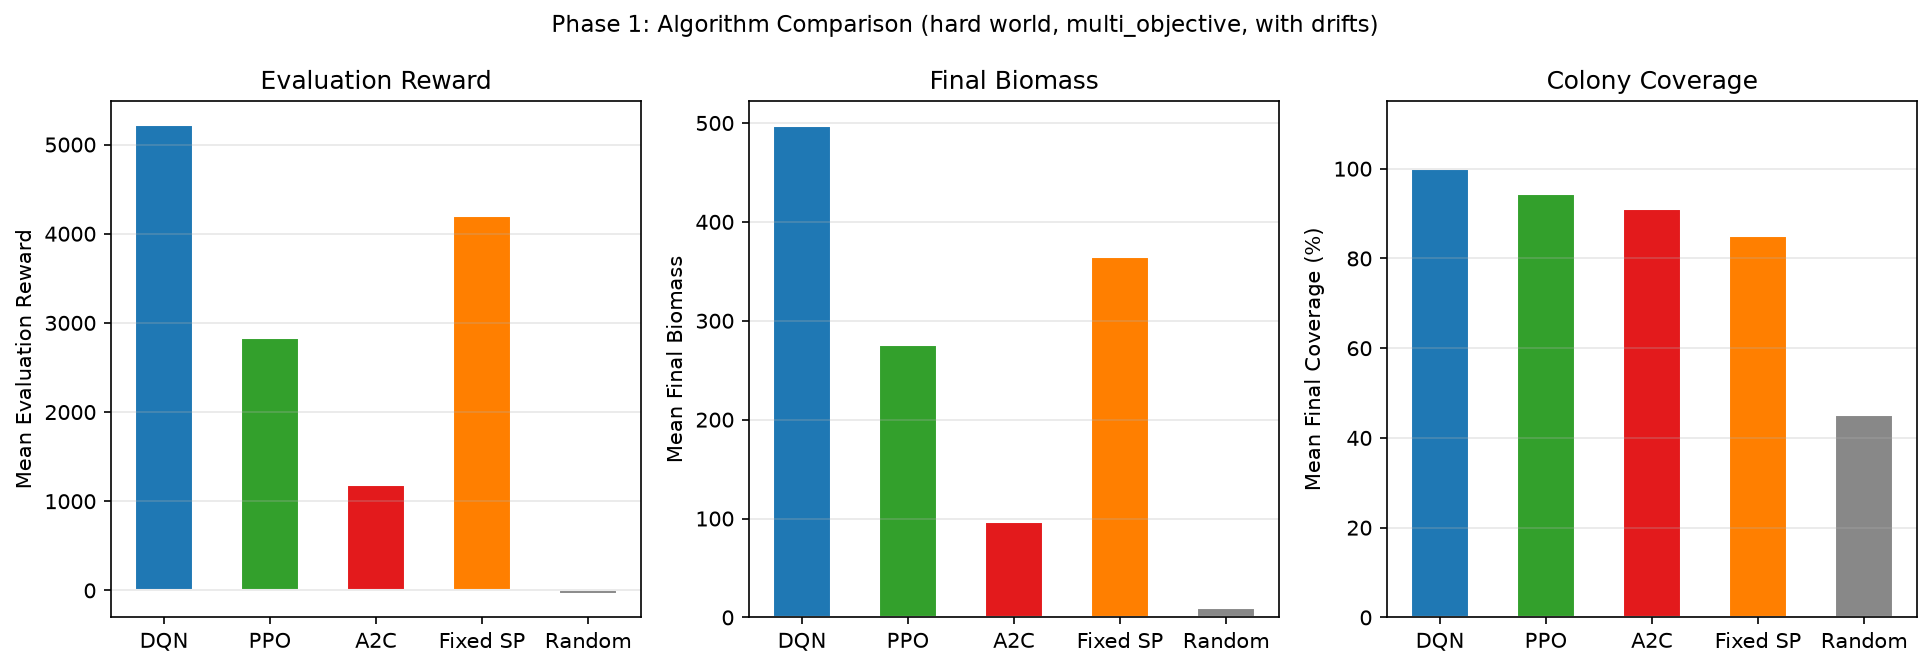 Phase 1: Algorithm Comparison (hard world, multi_objective, with drifts)
Evaluation Reward
Mean Evaluation Reward
5000
4000
3000
2000
1000
0
DQN PPO A2C Fixed SP Random
Final Biomass
Mean Final Biomass
500
400
300
200
100
0
DQN PPO A2C Fixed SP Random
Colony Coverage
Mean Final Coverage (%)
100
80
60
40
20
0
DQN PPO A2C Fixed SP Random